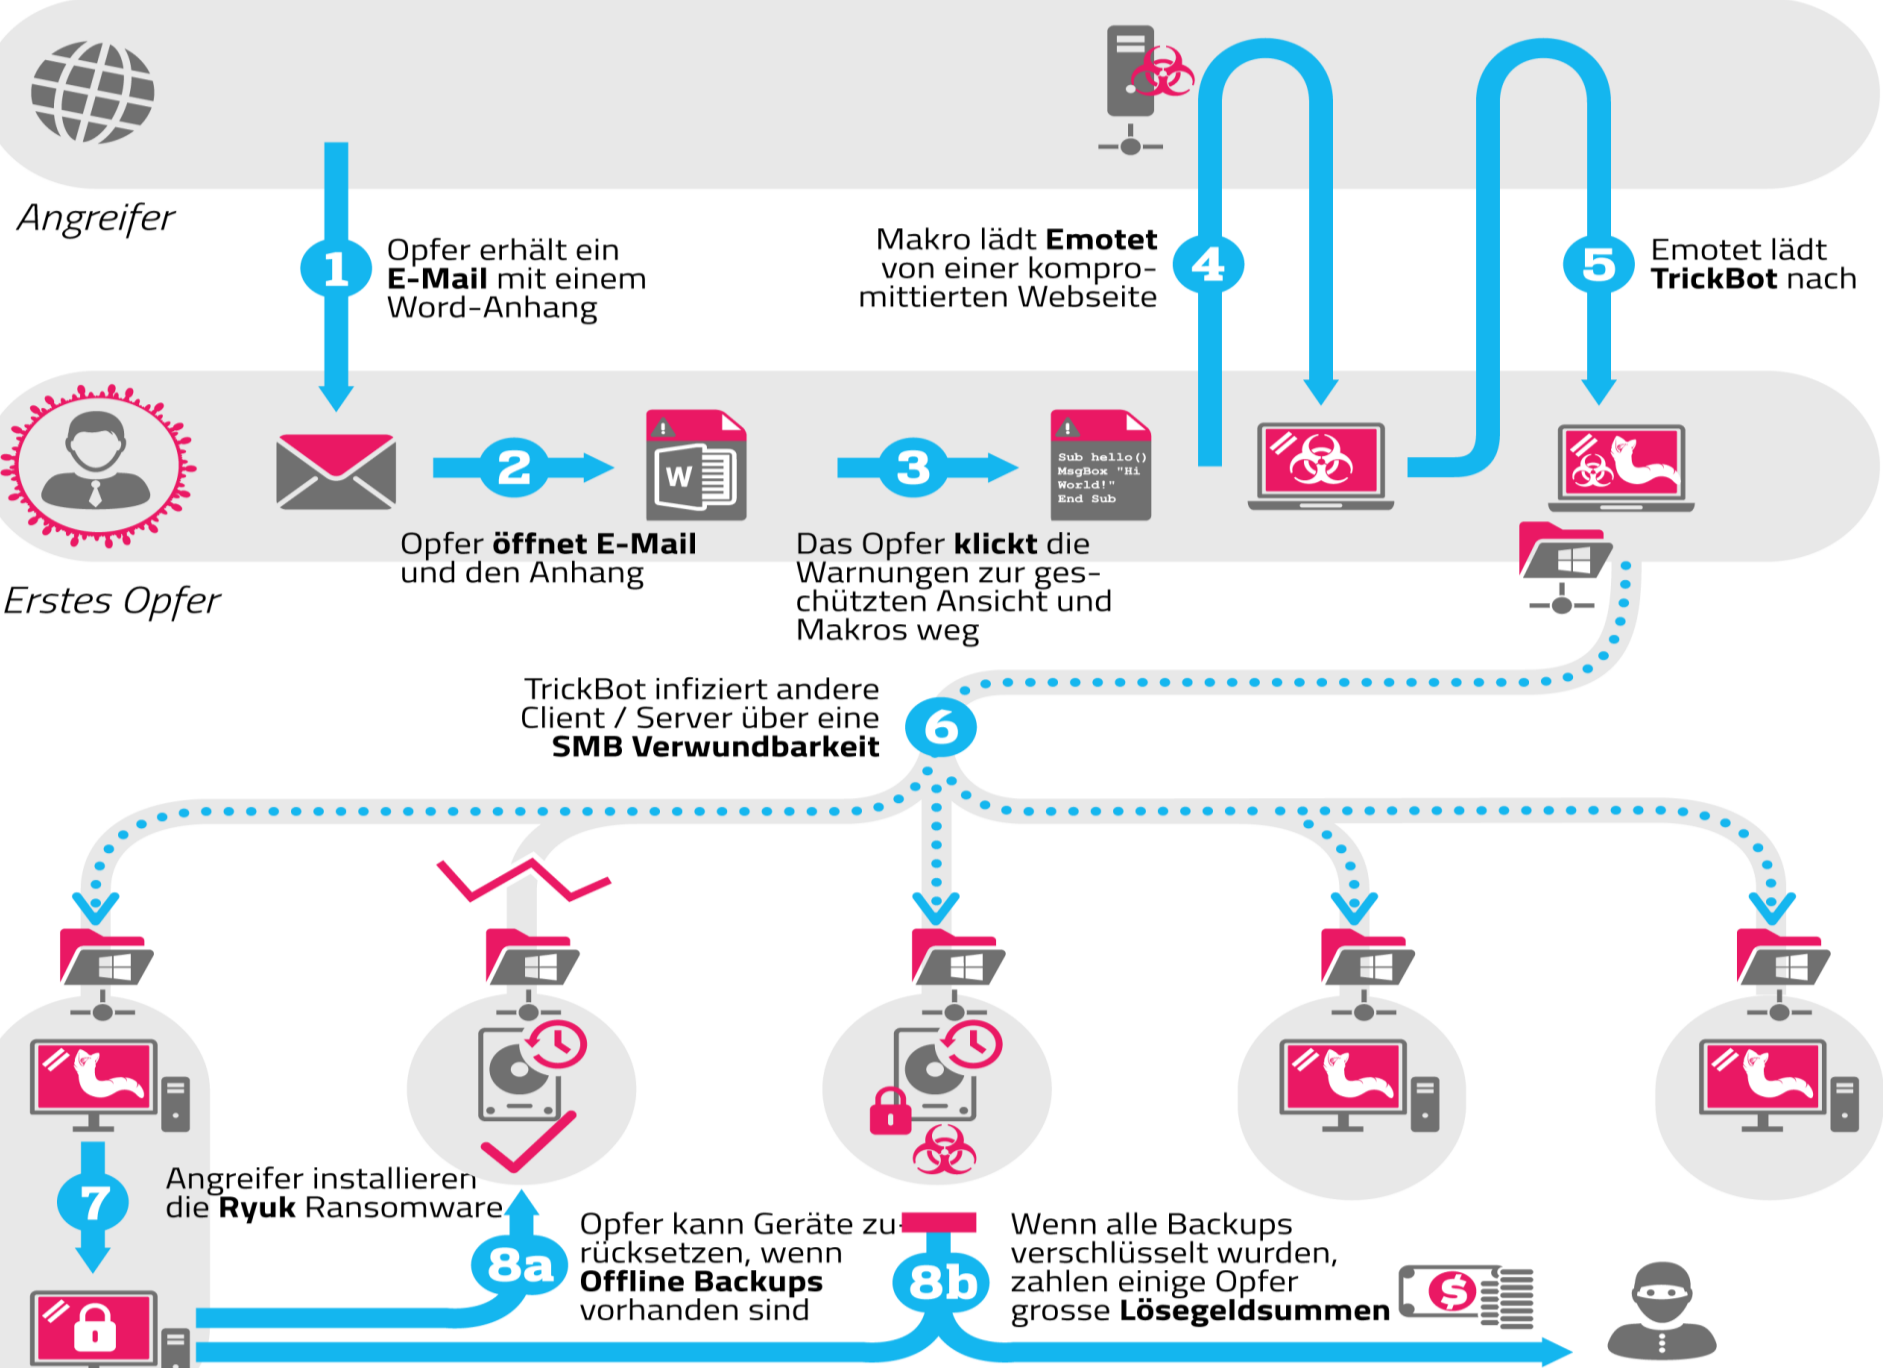 Angreifer
1
Opfer erhält ein
E-Mail mit einem
Word-Anhang
Makro lädt Emotet
von einer kompro-
mittierten Webseite
4
5
Emotet lädt
TrickBot nach
Erstes Opfer
2
Opfer öffnet E-Mail
und den Anhang
W
3
Das Opfer klickt die
Warnungen zur ges-
chützten Ansicht und
Makros weg
Sub hello()
MsgBox "Hi
World!"
End Sub
TrickBot infiziert andere
Client / Server über eine
SMB Verwundbarkeit
6
7
Angreifer installieren
die Ryuk Ransomware
8a
Opfer kann Geräte zu-
rücksetzen, wenn
Offline Backups
vorhanden sind
8b
Wenn alle Backups
verschlüsselt wurden,
zahlen einige Opfer
grosse Lösegeldsummen
$